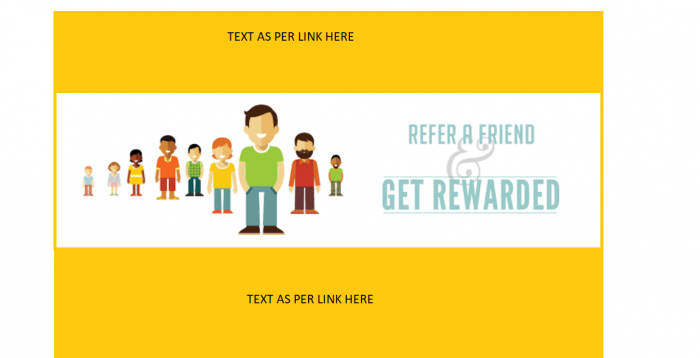 TEXT AS PER LINK HERE
REFER A FRIEND
&
GET REWARDED
TEXT AS PER LINK HERE